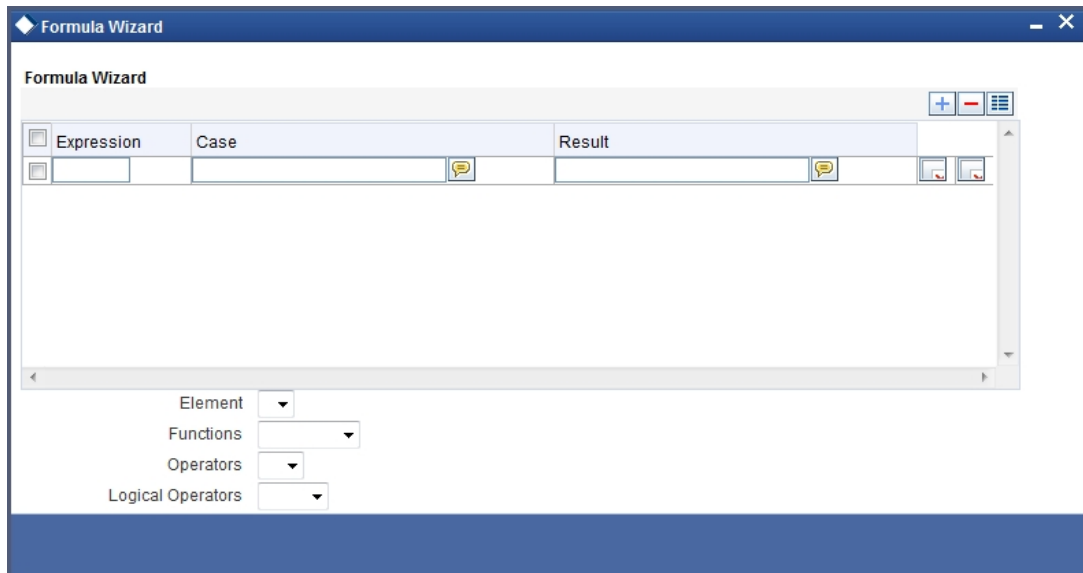 Formula Wizard
Formula Wizard
Expression Case Result
Element
Functions
Operators
Logical Operators